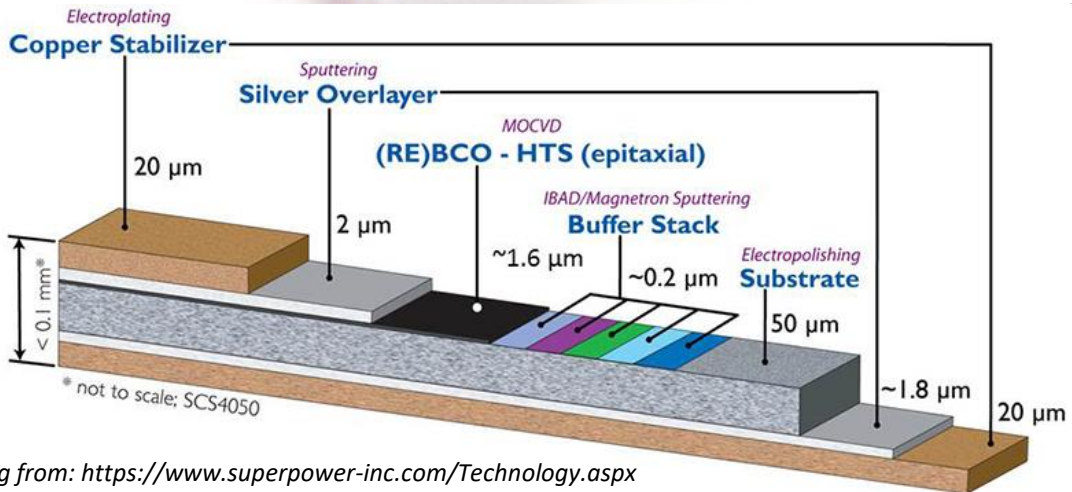 Electroplating
Copper Stabilizer
Sputtering
Silver Overlayer
MOCVD
(RE)BCO - HTS (epitaxial)
20 μm
IBAD/Magnetron Sputtering
Buffer Stack
2 μm
~1.6 μm
Electropolishing
~0.2 μm
Substrate
50 μm
< 0.1 mm*
* not to scale; SCS4050
~1.8 μm
20 μm
from: https://www.superpower-inc.com/Technology.aspx